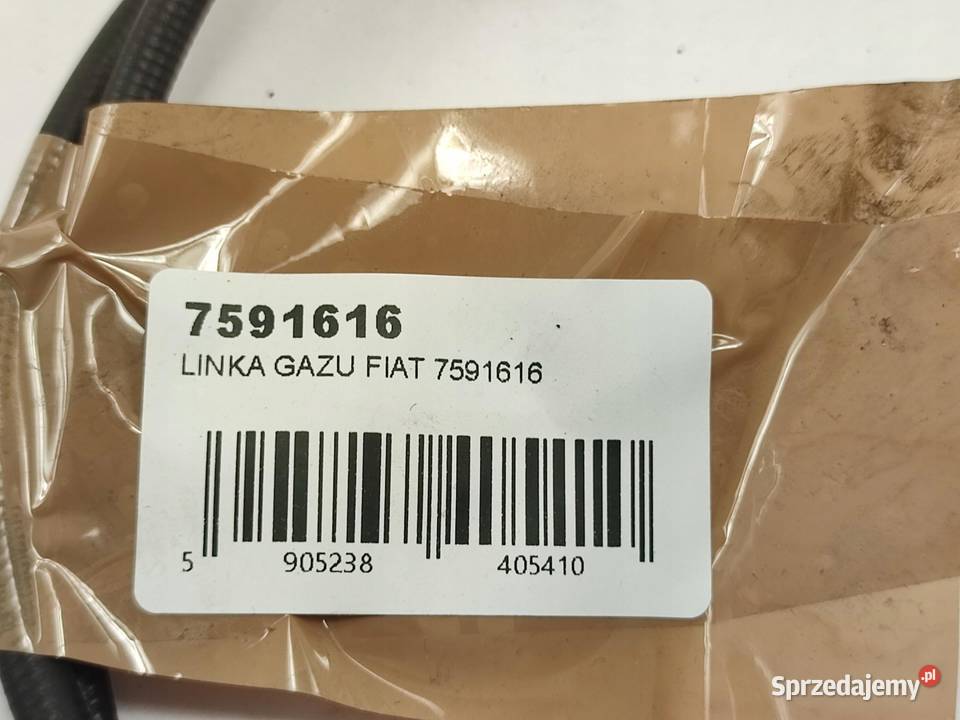 7591616
LINKA GAZU FIAT 7591616
5 905238 405410
Sprzedajemy.pl